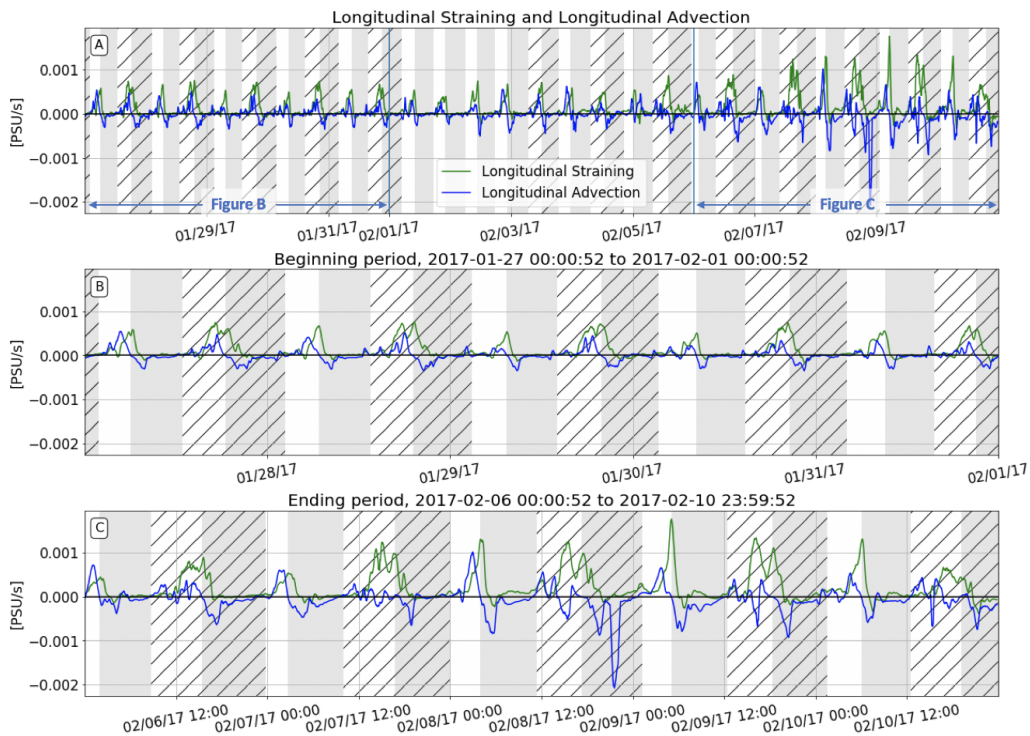 Longitudinal Straining and Longitudinal Advection
A
0.001
0.000
−0.001
−0.002
[PSU/s]
Longitudinal Straining
Longitudinal Advection
Figure B
Figure C
01/29/17 01/31/17 02/01/17 02/03/17 02/05/17 02/07/17 02/09/17
Beginning period, 2017-01-27 00:00:52 to 2017-02-01 00:00:52
B
0.001
0.000
−0.001
−0.002
[PSU/s]
01/28/17 01/29/17 01/30/17 01/31/17 02/01/17
Ending period, 2017-02-06 00:00:52 to 2017-02-10 23:59:52
C
0.001
0.000
−0.001
−0.002
[PSU/s]
02/06/17 12:00 02/07/17 00:00 02/07/17 12:00 02/08/17 00:00 02/08/17 12:00 02/09/17 00:00 02/09/17 12:00 02/10/17 00:00 02/10/17 12:00